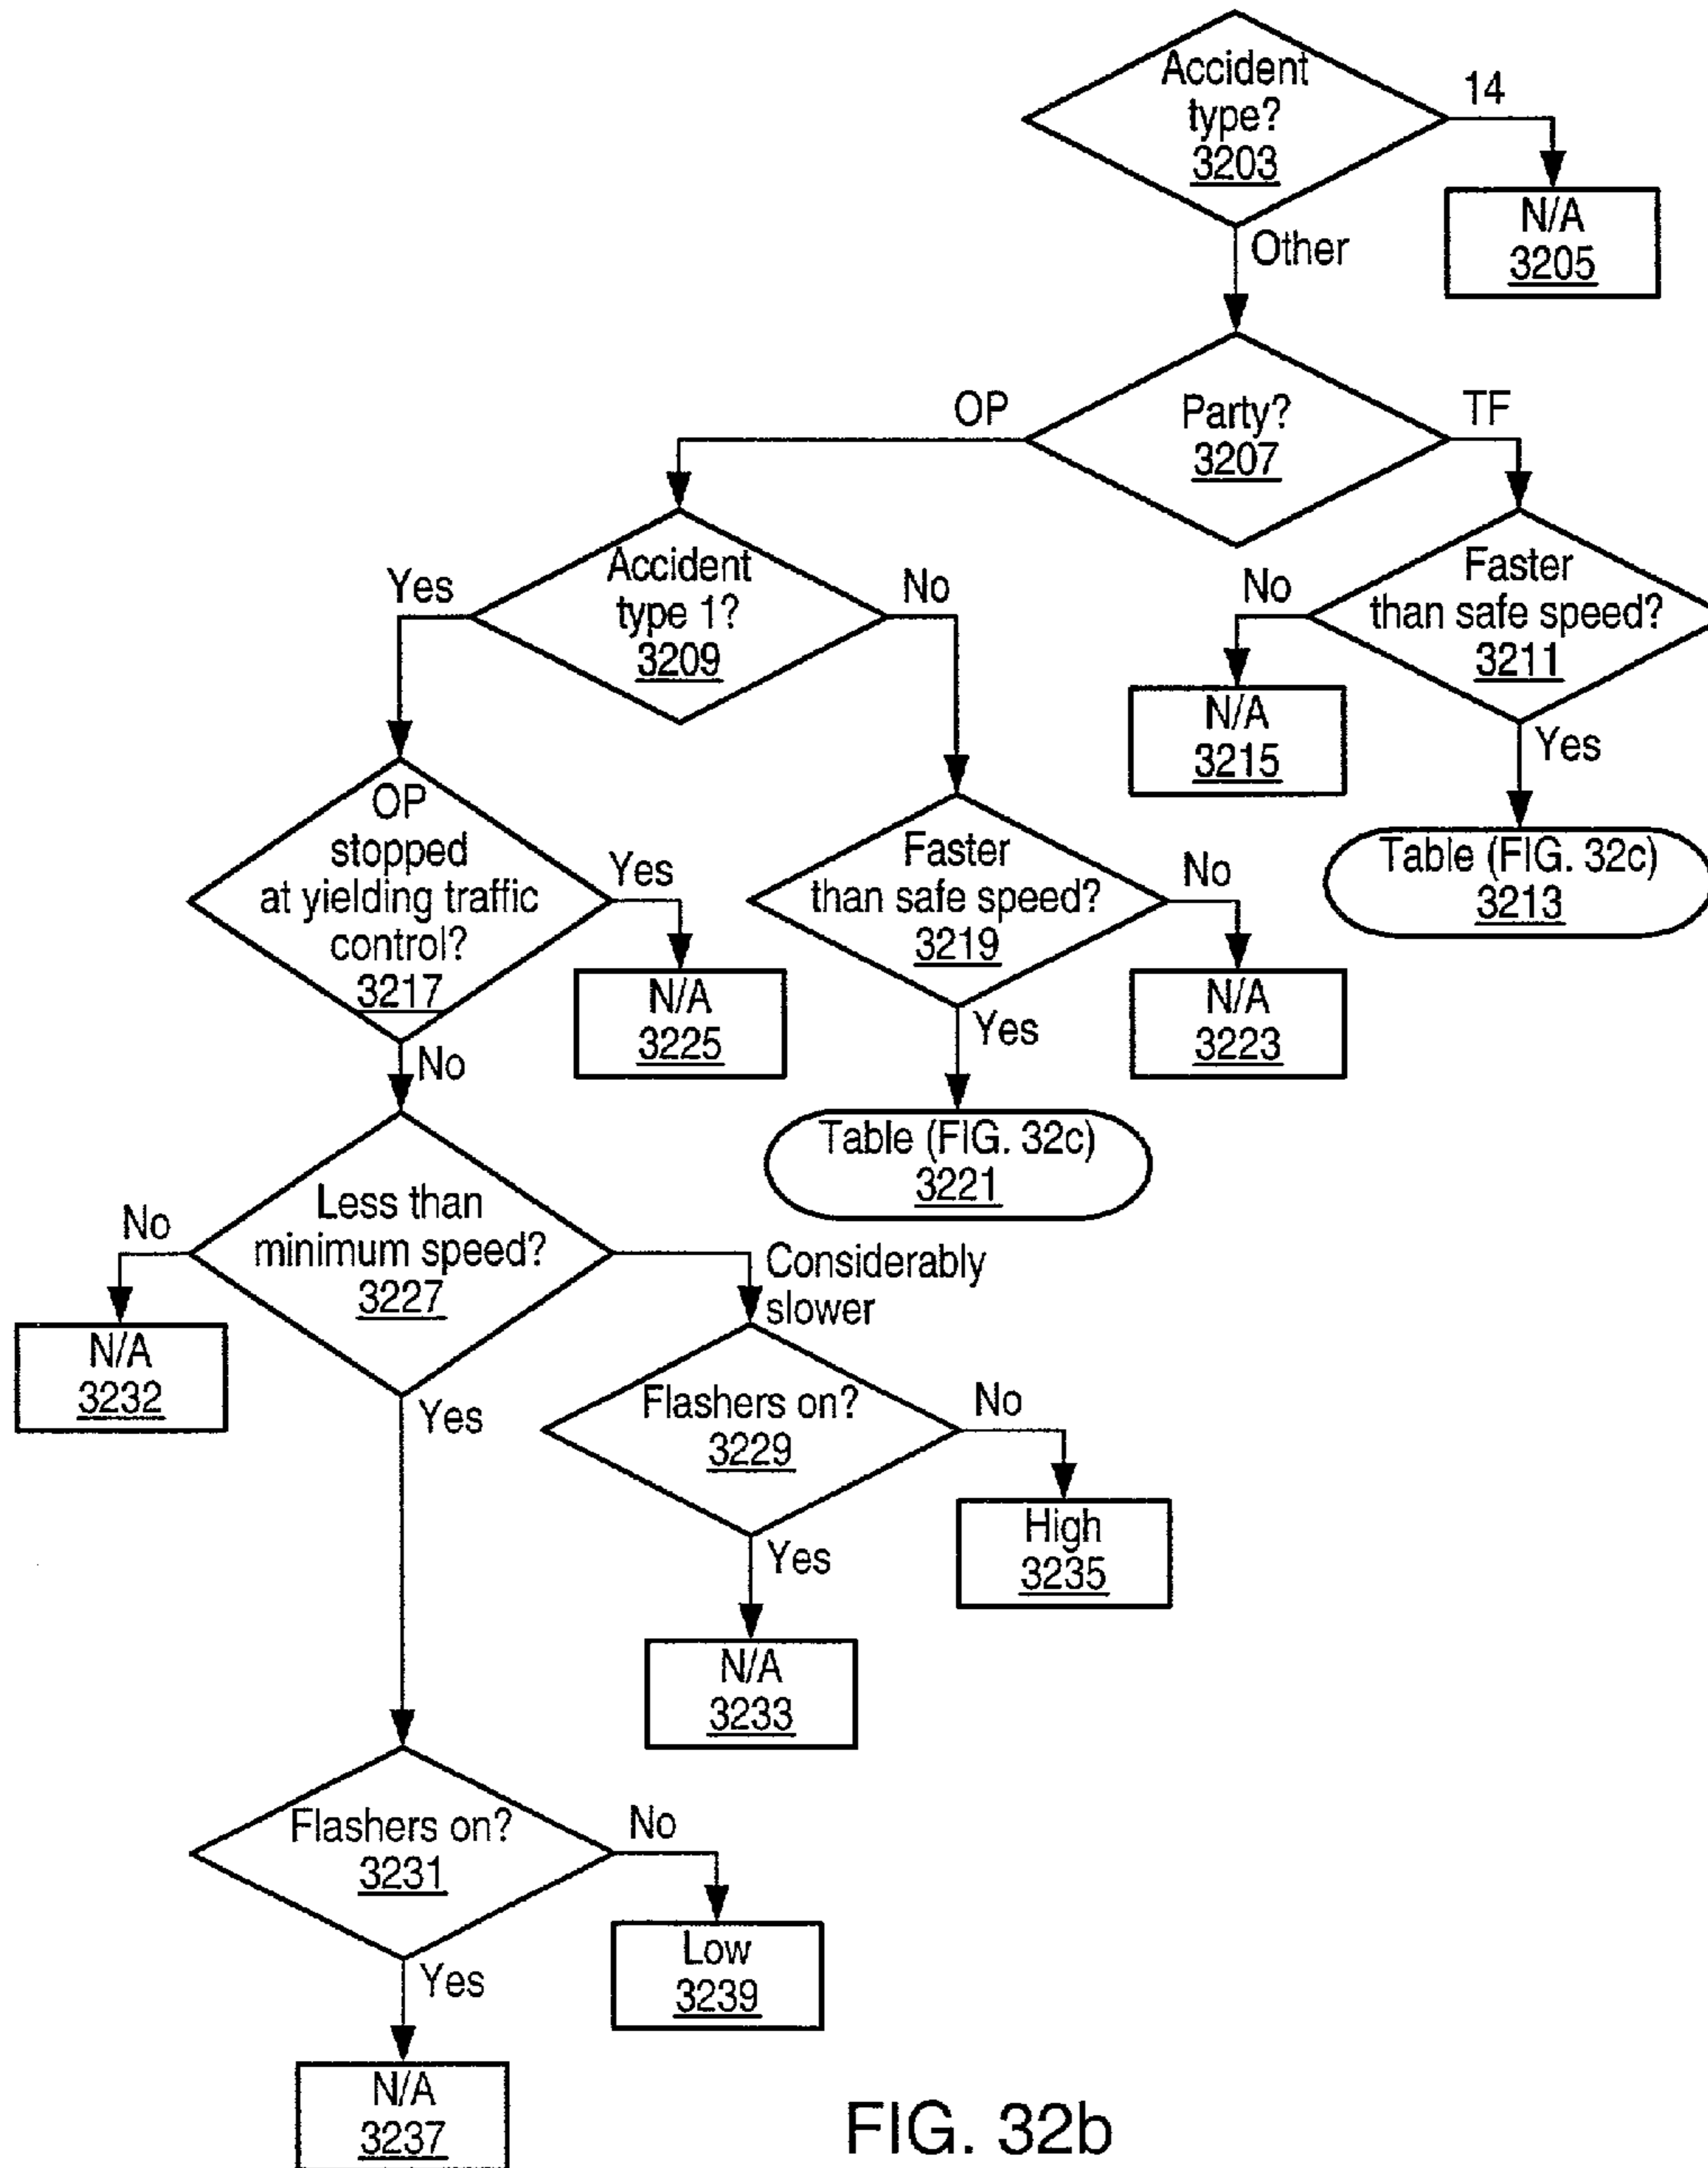 Accident
type?
3203
14
N/A
3205
Other
Party?
3207
OP
TF
Accident
type 1?
3209
Yes
No
Faster
than safe speed?
3211
No
N/A
3215
Yes
Table (FIG. 32c)
3213
OP
stopped
at yielding traffic
control?
3217
Yes
N/A
3225
No
Faster
than safe speed?
3219
No
N/A
3223
Yes
Table (FIG. 32c)
3221
Less than
minimum speed?
3227
No
N/A
3232
Considerably
slower
Yes
Flashers on?
3229
No
High
3235
Yes
N/A
3233
Flashers on?
3231
No
Low
3239
Yes
N/A
3237
FIG. 32b